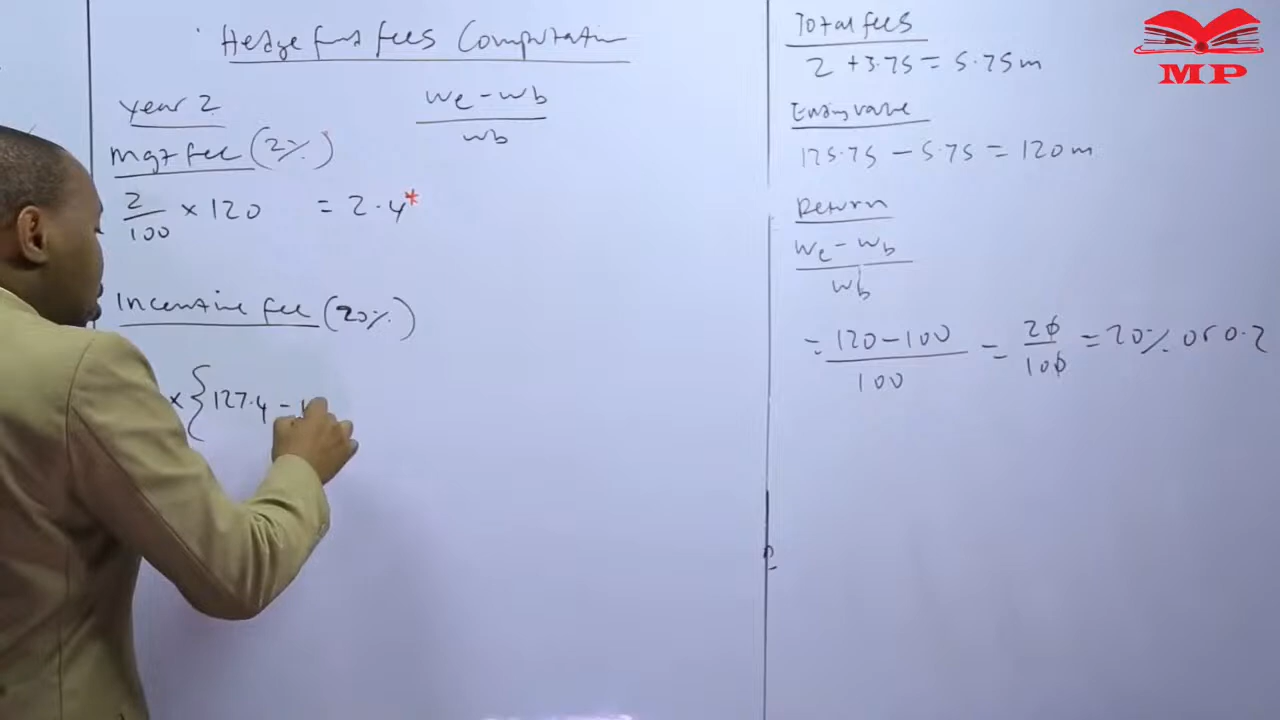 Hedge fund fees Computation
Year 2
We - Wb
Wb
Mgt fee (2%)
2
100
× 120 = 2.4*
Incentive fee (20%)
× { 127.4 - 1
Total fees
2 + 3.75 = 5.75m
Ending value
125.75 - 5.75 = 120m
Return
We - Wb
Wb
= 120 - 100
100
= 20
100
= 20% or 0.2
MP